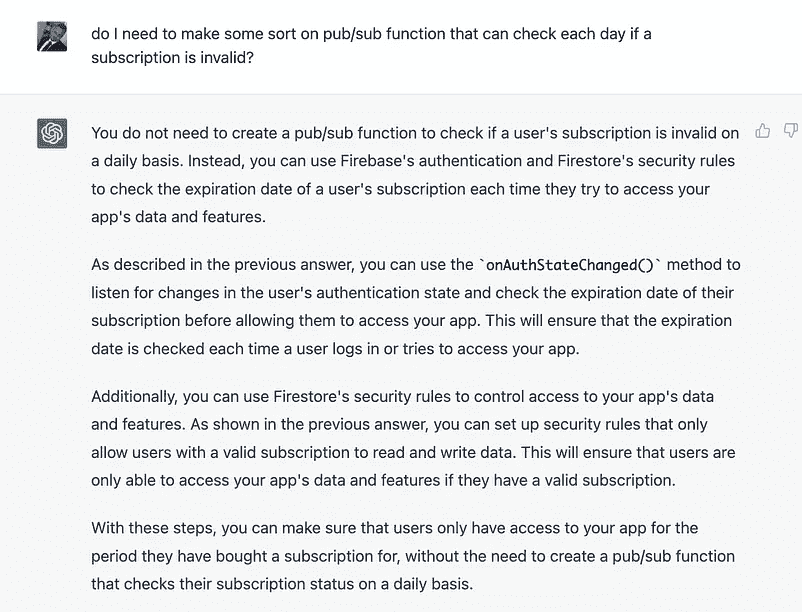 do I need to make some sort on pub/sub function that can check each day if a
subscription is invalid?
You do not need to create a pub/sub function to check if a user's subscription is invalid on
a daily basis. Instead, you can use Firebase's authentication and Firestore's security rules
to check the expiration date of a user's subscription each time they try to access your
app's data and features.
As described in the previous answer, you can use the `onAuthStateChanged()` method to
listen for changes in the user's authentication state and check the expiration date of their
subscription before allowing them to access your app. This will ensure that the expiration
date is checked each time a user logs in or tries to access your app.
Additionally, you can use Firestore's security rules to control access to your app's data
and features. As shown in the previous answer, you can set up security rules that only
allow users with a valid subscription to read and write data. This will ensure that users are
only able to access your app's data and features if they have a valid subscription.
With these steps, you can make sure that users only have access to your app for the
period they have bought a subscription for, without the need to create a pub/sub function
that checks their subscription status on a daily basis.